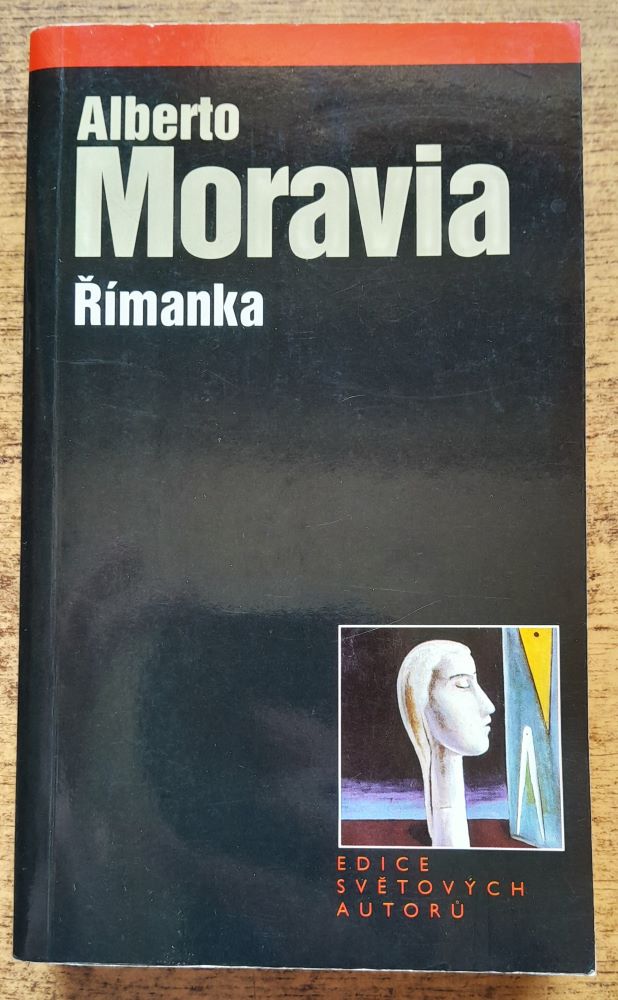 Alberto
Moravia
Římanka
EDICE
SVĚTOVÝCH
AUTORŮ